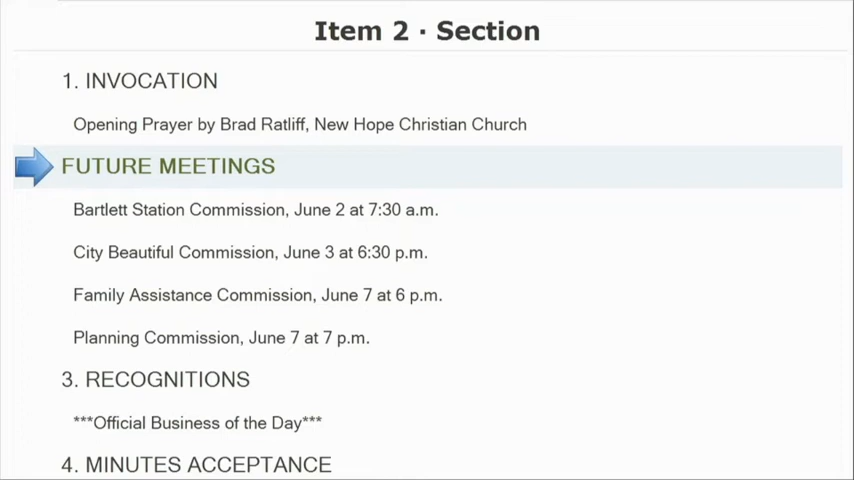 Item 2 · Section
1. INVOCATION
Opening Prayer by Brad Ratliff, New Hope Christian Church
FUTURE MEETINGS
Bartlett Station Commission, June 2 at 7:30 a.m.
City Beautiful Commission, June 3 at 6:30 p.m.
Family Assistance Commission, June 7 at 6 p.m.
Planning Commission, June 7 at 7 p.m.
3. RECOGNITIONS
***Official Business of the Day***
4. MINUTES ACCEPTANCE